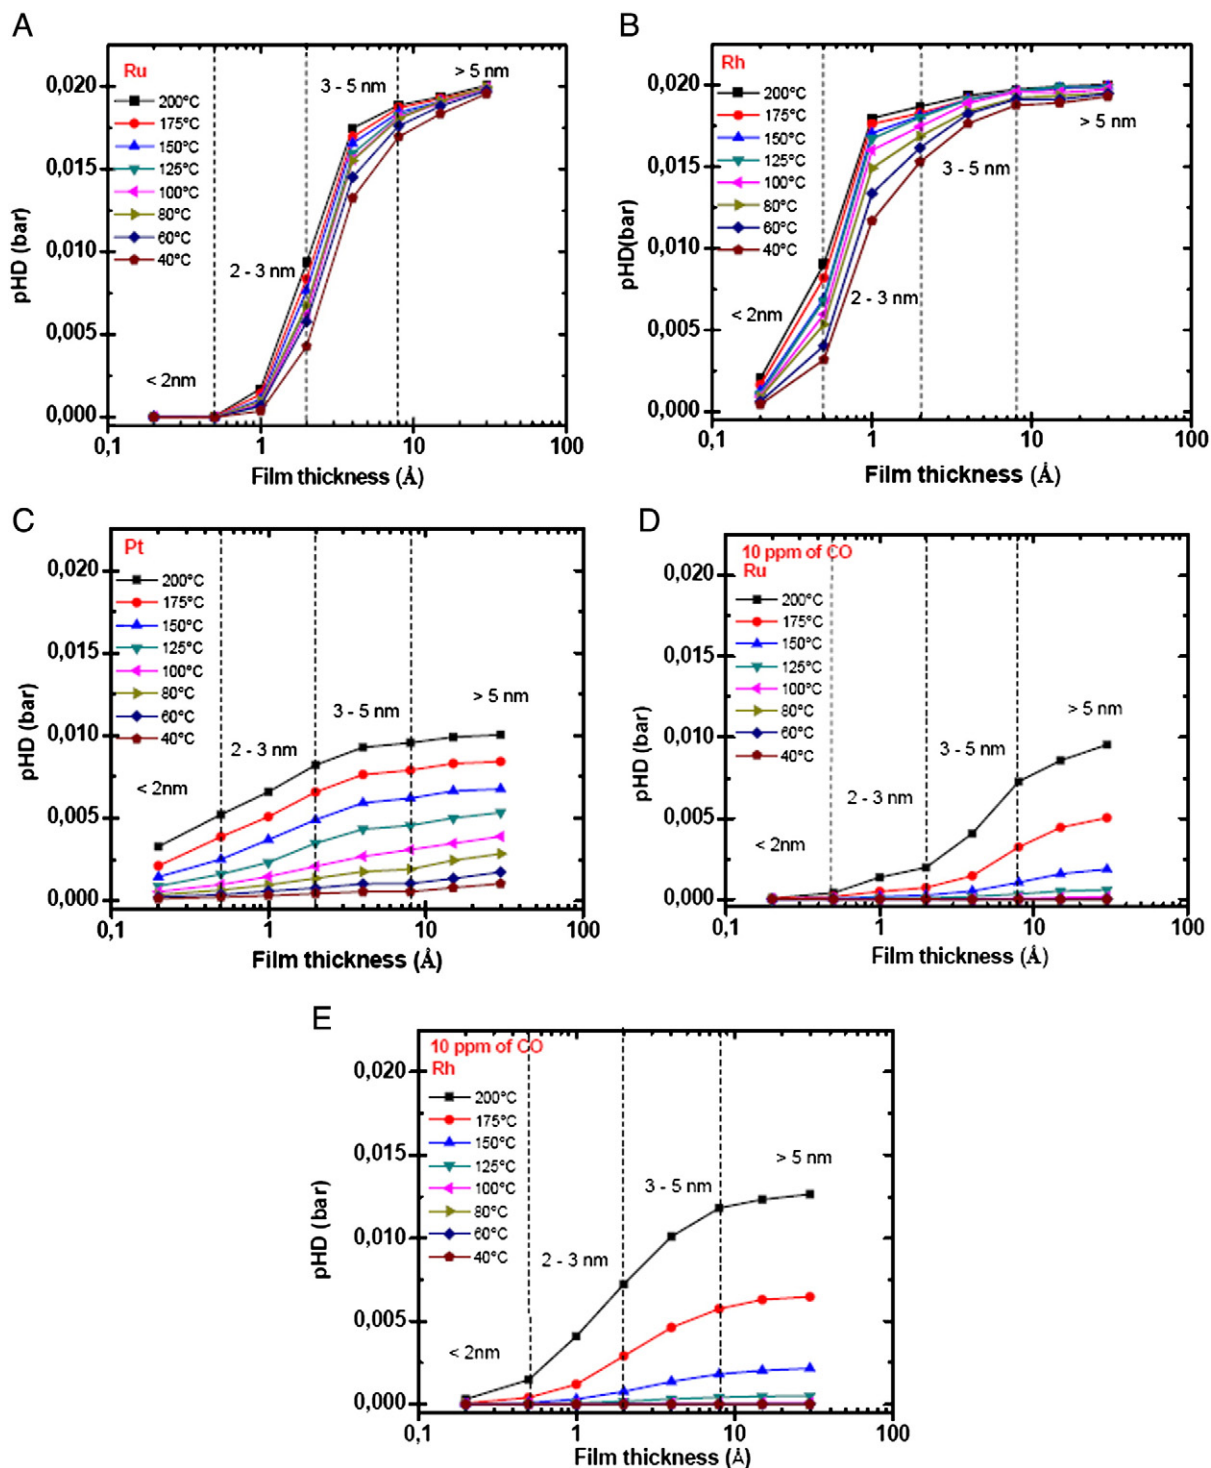 A
Ru
200°C
175°C
150°C
125°C
100°C
80°C
60°C
40°C
< 2nm
2 - 3 nm
3 - 5 nm
> 5 nm
0,020
0,015
0,010
0,005
0,000
pHD (bar)
0,1
1
10
100
Film thickness (Å)
B
Rh
200°C
175°C
150°C
125°C
100°C
80°C
60°C
40°C
< 2nm
2 - 3 nm
3 - 5 nm
> 5 nm
0,020
0,015
0,010
0,005
0,000
pHD(bar)
0,1
1
10
100
Film thickness (Å)
C
Pt
200°C
175°C
150°C
125°C
100°C
80°C
60°C
40°C
< 2nm
2 - 3 nm
3 - 5 nm
> 5 nm
0,020
0,015
0,010
0,005
0,000
pHD (bar)
0,1
1
10
100
Film thickness (Å)
D
10 ppm of CO
Ru
200°C
175°C
150°C
125°C
100°C
80°C
60°C
40°C
< 2nm
2 - 3 nm
3 - 5 nm
> 5 nm
0,020
0,015
0,010
0,005
0,000
pHD (bar)
0,1
1
10
100
Film thickness (Å)
E
10 ppm of CO
Rh
200°C
175°C
150°C
125°C
100°C
80°C
60°C
40°C
< 2nm
2 - 3 nm
3 - 5 nm
> 5 nm
0,020
0,015
0,010
0,005
0,000
pHD (bar)
0,1
1
10
100
Film thickness (Å)